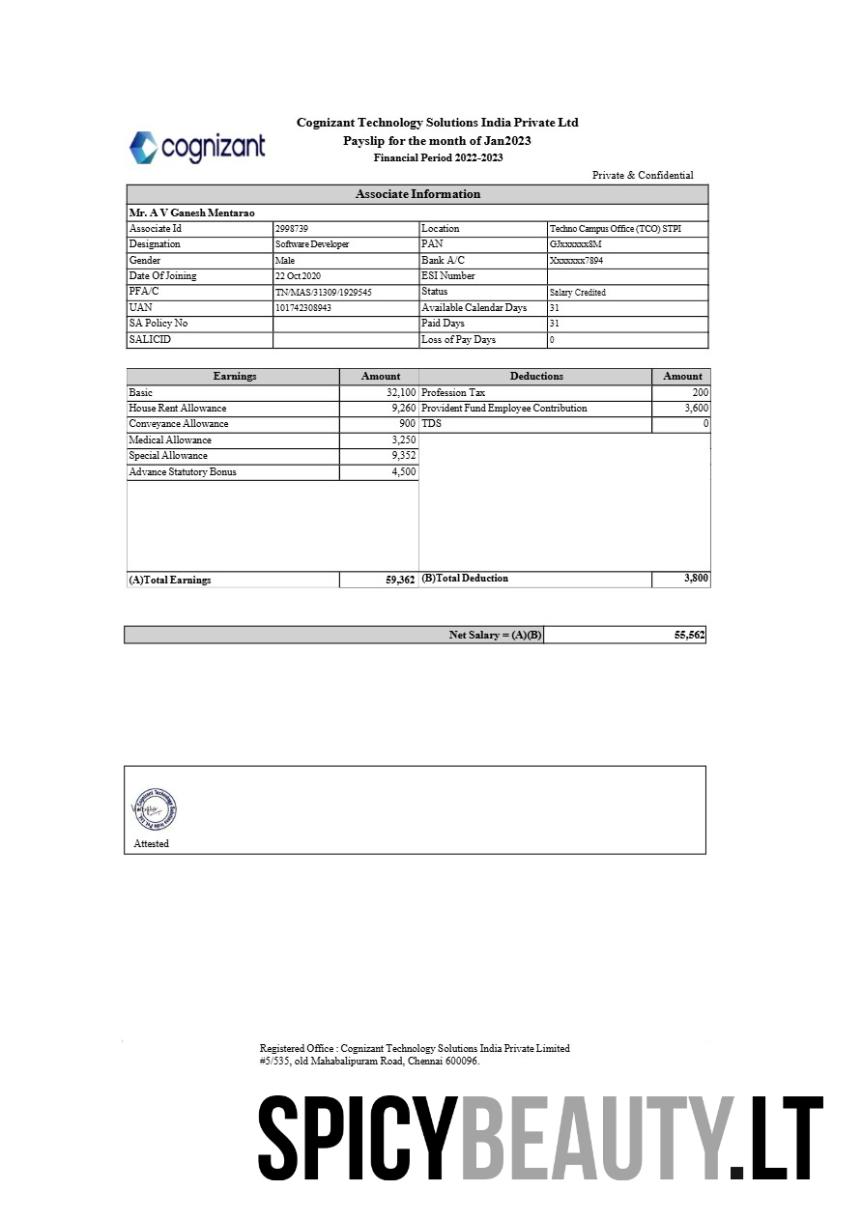 cognizant
Cognizant Technology Solutions India Private Ltd
Payslip for the month of Jan2023
Financial Period 2022-2023
Private & Confidential
Associate Information
Mr. A V Ganesh Mentarao
Associate Id 2998739 Location Techno Campus Office (TCO) STPI
Designation Software Developer PAN GJxxxxxx8M
Gender Male Bank A/C Xxxxxxx7894
Date Of Joining 22 Oct2020 ESI Number
PFA/C TN/MAS/31309/1929545 Status Salary Credited
UAN 101742308943 Available Calendar Days 31
SA Policy No Paid Days 31
SALICID Loss of Pay Days 0
Earnings Amount Deductions Amount
Basic 32,100 Profession Tax 200
House Rent Allowance 9,260 Provident Fund Employee Contribution 3,600
Conveyance Allowance 900 TDS 0
Medical Allowance 3,250
Special Allowance 9,352
Advance Statutory Bonus 4,500
(A)Total Earnings 59,362 (B)Total Deduction 3,800
Net Salary = (A)(B) 55,562
Cognizant Technology Solutions India Pvt. Ltd.
Attested
Registered Office : Cognizant Technology Solutions India Private Limited
#5/535, old Mahabalipuram Road, Chennai 600096.
SPICYBEAUTY.LT